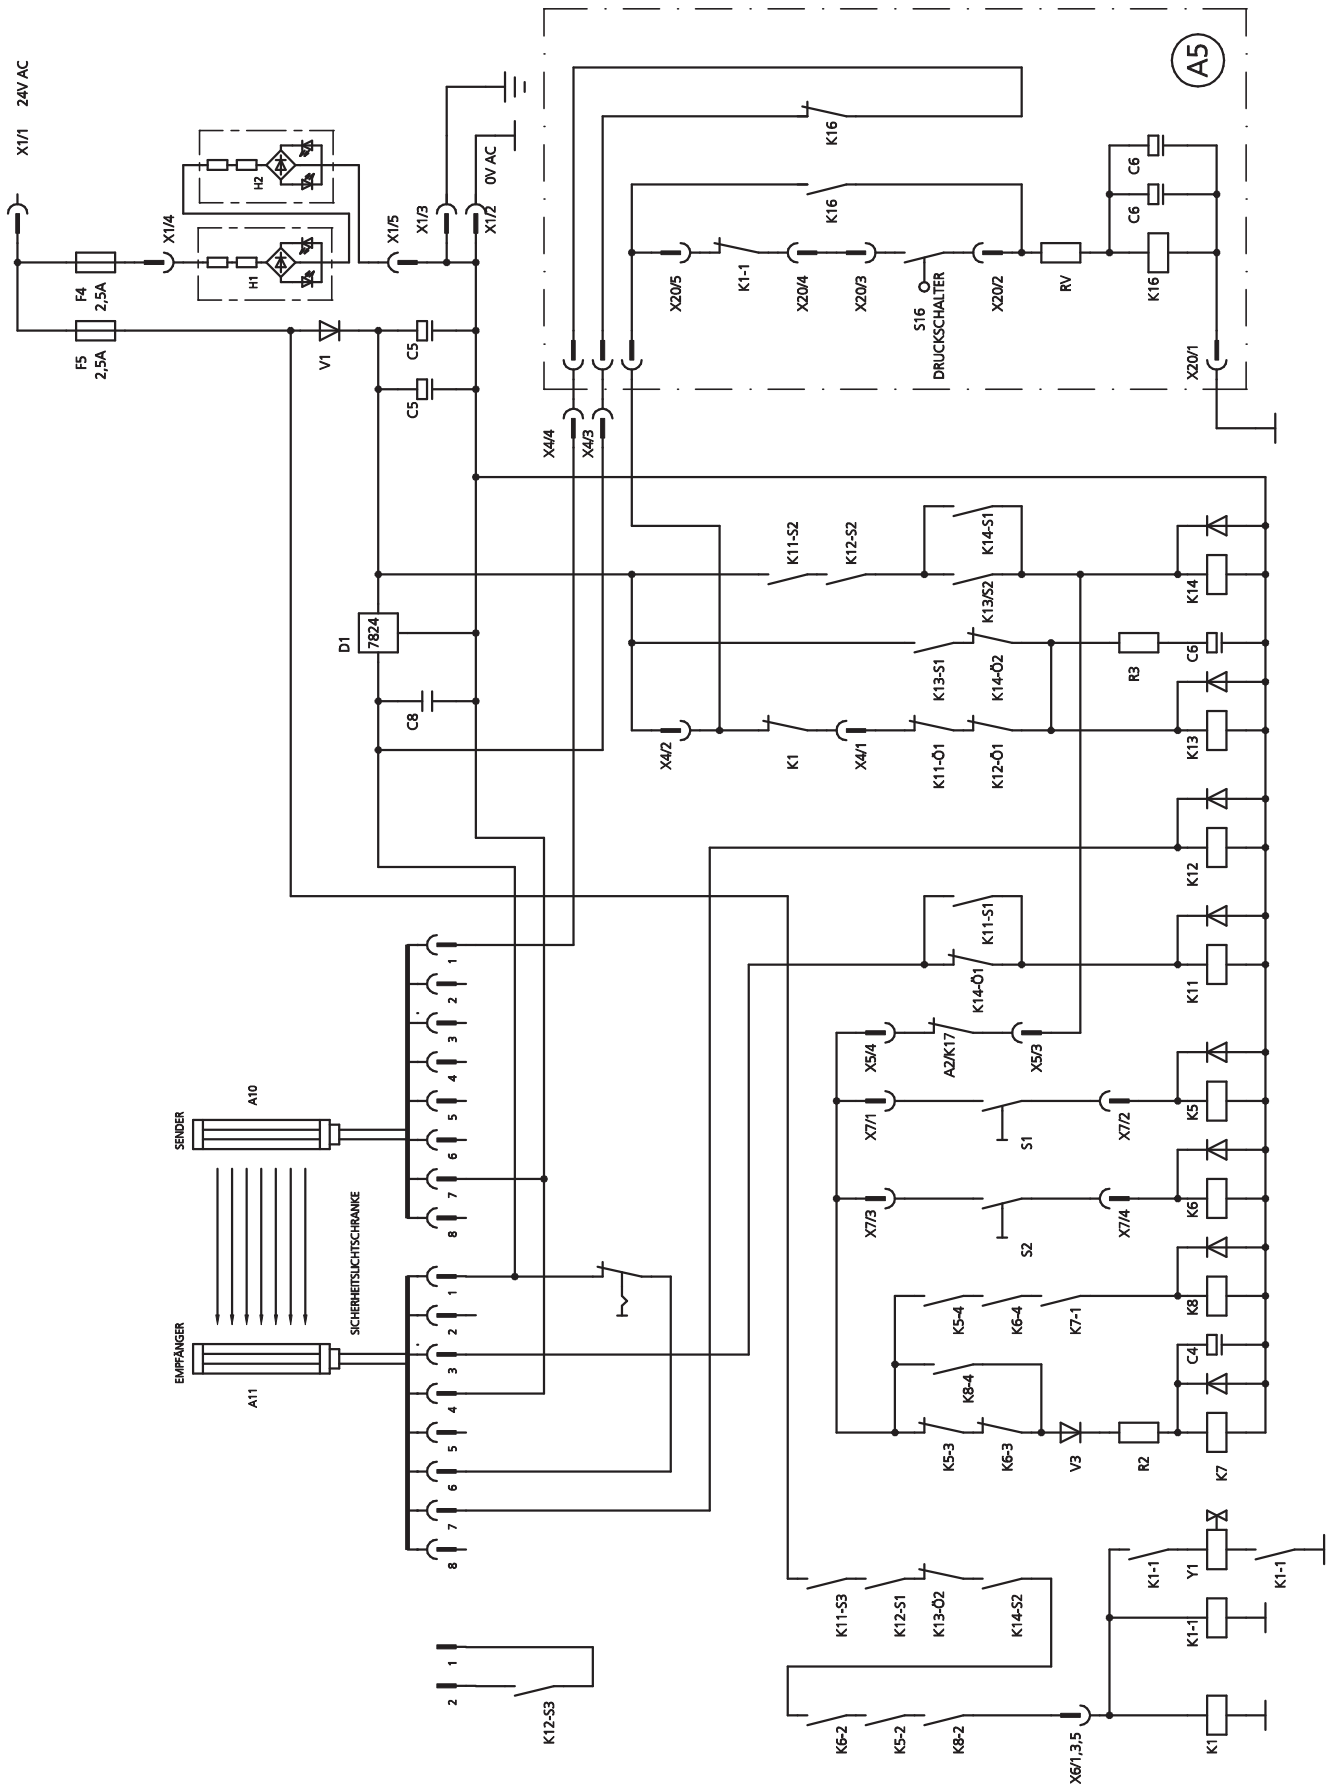 X1/1 24V AC
F4
2,5A
F5
2,5A
X1/4
H1
H2
X1/5
X1/3
X1/2
0V AC
V1
C5
C5
A5
K16
K16
X20/5
K1-1
X20/4
X20/3
S16
DRUCKSCHALTER
X20/2
RV
K16
C6
C6
X20/1
X4/4
X4/3
D1
7824
C8
K11-S2
K12-S2
K14-S1
K13/S2
K14
K13-S1
K14-Ö2
R3
C6
X4/2
K1
X4/1
K11-Ö1
K12-Ö1
K13
K12
K11-S1
K14-Ö1
K11
SENDER
A10
1
2
3
4
5
6
7
8
SICHERHEITSLICHTSCHRANKE
EMPFÄNGER
A11
1
2
3
4
5
6
7
8
X5/4
A2/K17
X5/3
X7/1
S1
X7/2
K5
X7/3
S2
X7/4
K6
K5-4
K6-4
K7-1
K8
K8-4
K5-3
K6-3
V3
R2
C4
K7
K11-S3
K12-S1
K13-Ö2
K14-S2
K1-1
Y1
K1-1
K1-1
1
2
K12-S3
K6-2
K5-2
K8-2
X6/1,3,5
K1